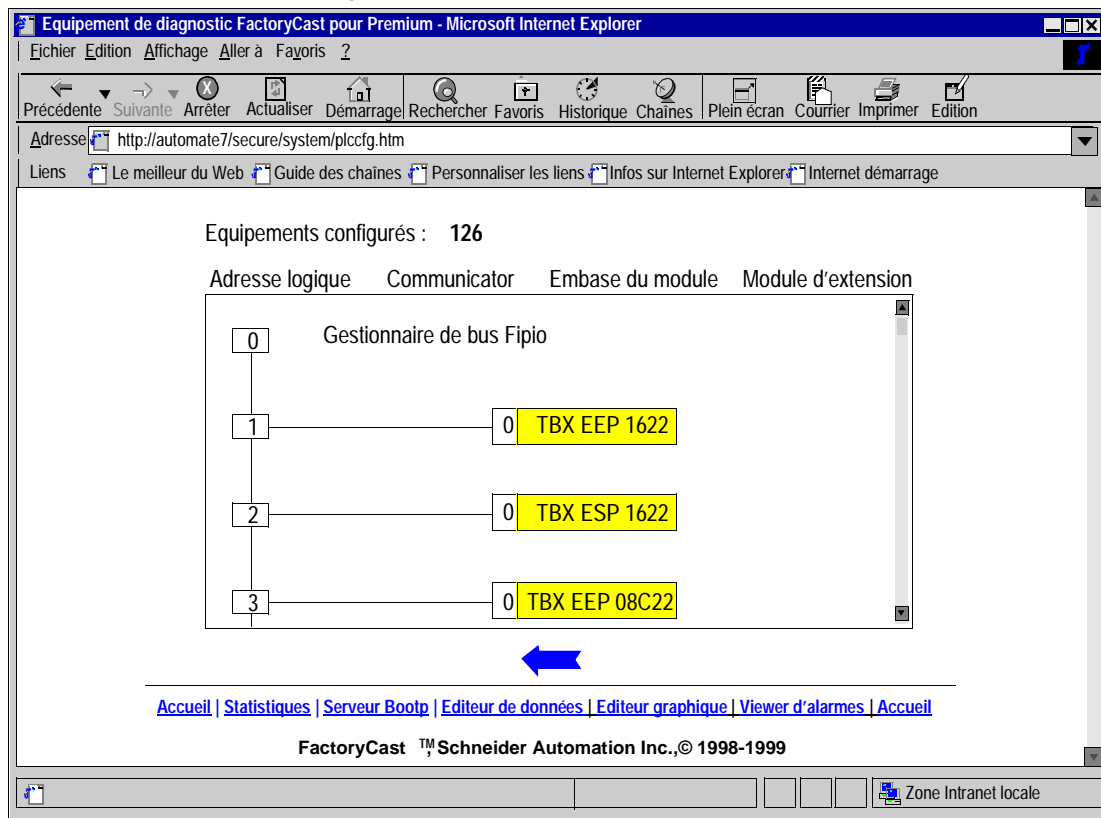 Equipement de diagnostic FactoryCast pour Premium - Microsoft Internet Explorer
Fichier Edition Affichage Aller à Favoris ?
Précédente Suivante Arrêter Actualiser Démarrage Rechercher Favoris Historique Chaînes Plein écran Courrier Imprimer Edition
Adresse http://automate7/secure/system/plccfg.htm
Liens Le meilleur du Web Guide des chaînes Personnaliser les liens Infos sur Internet Explorer Internet démarrage
Equipements configurés : 126
Adresse logique Communicator Embase du module Module d'extension
0 Gestionnaire de bus Fipio
1 0 TBX EEP 1622
2 0 TBX ESP 1622
3 0 TBX EEP 08C22
Accueil | Statistiques | Serveur Bootp | Editeur de données | Editeur graphique | Viewer d'alarmes | Accueil
FactoryCast ™, Schneider Automation Inc.,© 1998-1999
Zone Intranet locale